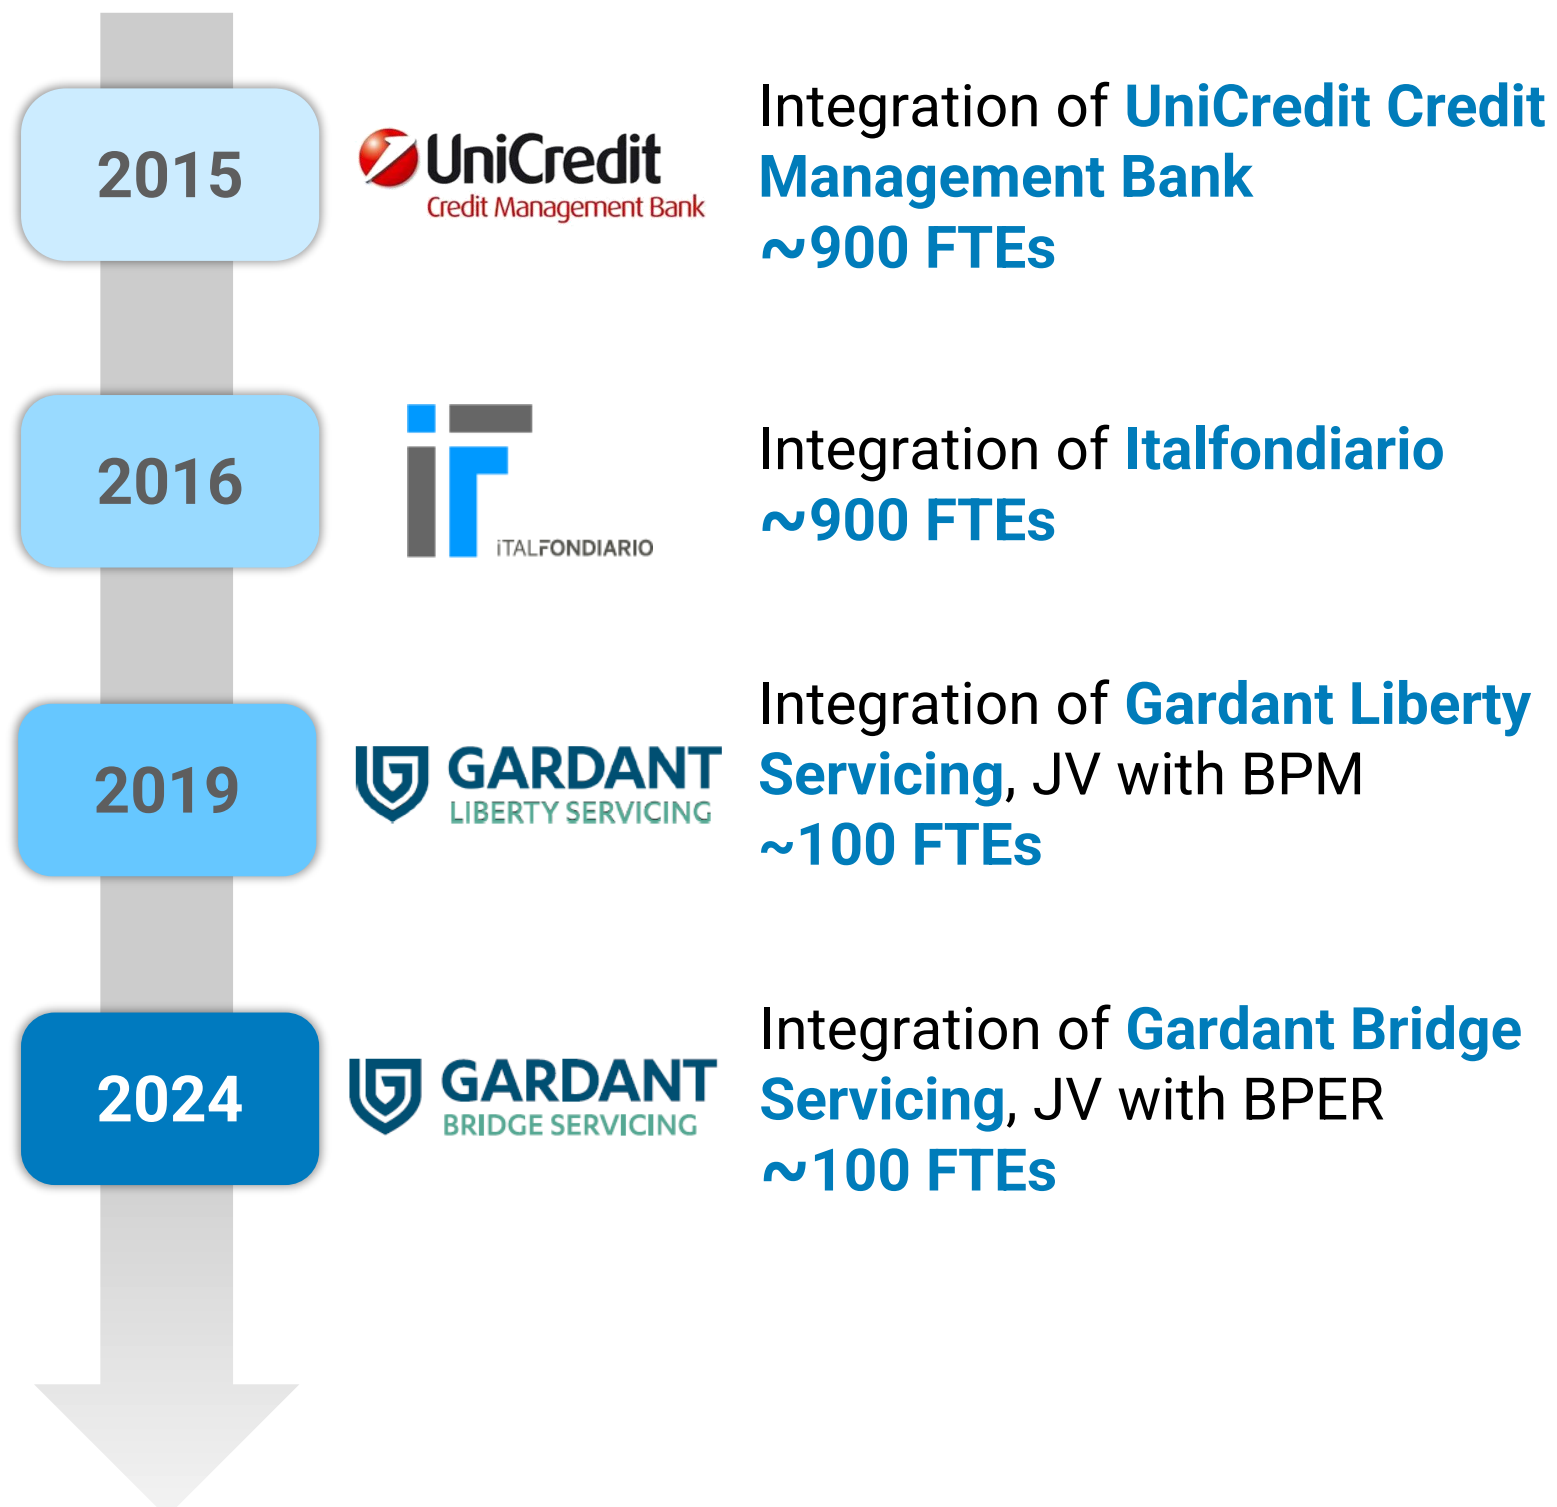 2015
UniCredit
Credit Management Bank
Integration of UniCredit Credit
Management Bank
~900 FTEs
2016
iF
iTALFONDIARIO
Integration of Italfondiario
~900 FTEs
2019
GARDANT
LIBERTY SERVICING
Integration of Gardant Liberty
Servicing, JV with BPM
~100 FTEs
2024
GARDANT
BRIDGE SERVICING
Integration of Gardant Bridge
Servicing, JV with BPER
~100 FTEs